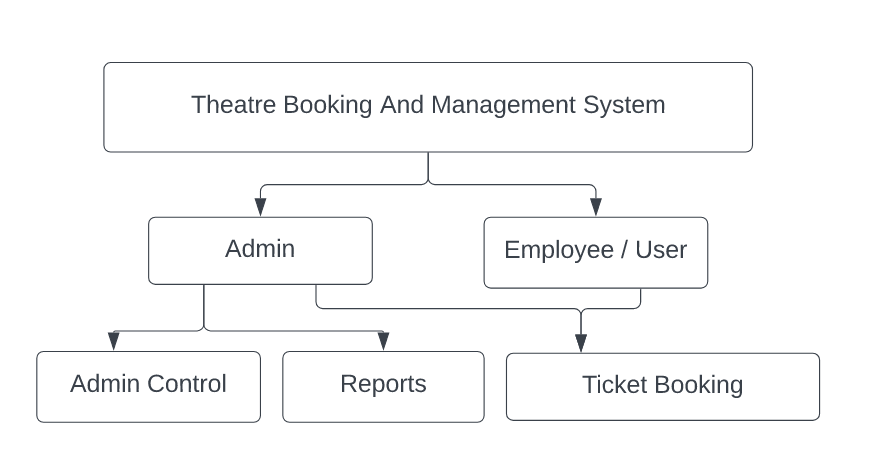 Theatre Booking And Management System
Admin
Employee / User
Admin Control
Reports
Ticket Booking